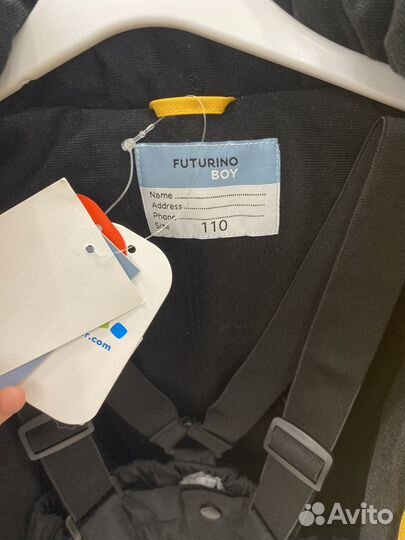 FUTURINO
BOY
Name
Address
Phone
Size 110
r.com
Avito